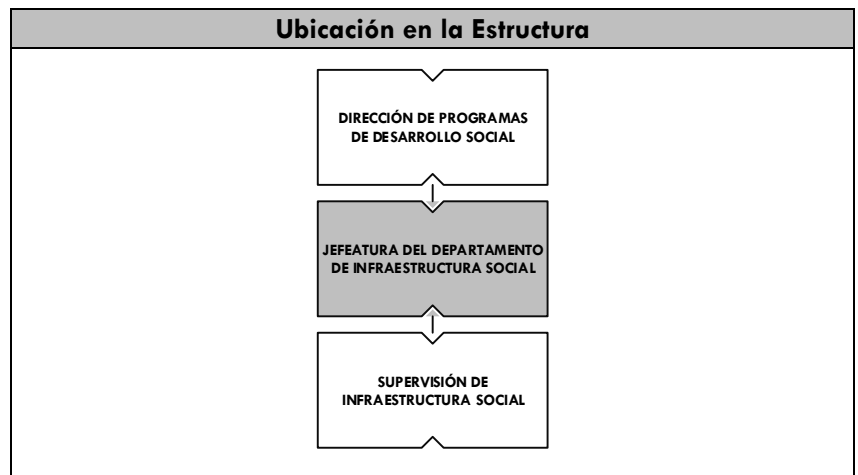 Ubicación en la Estructura
DIRECCIÓN DE PROGRAMAS
DE DESARROLLO SOCIAL
JEFEATURA DEL DEPARTAMENTO
DE INFRAESTRUCTURA SOCIAL
SUPERVISIÓN DE
INFRAESTRUCTURA SOCIAL